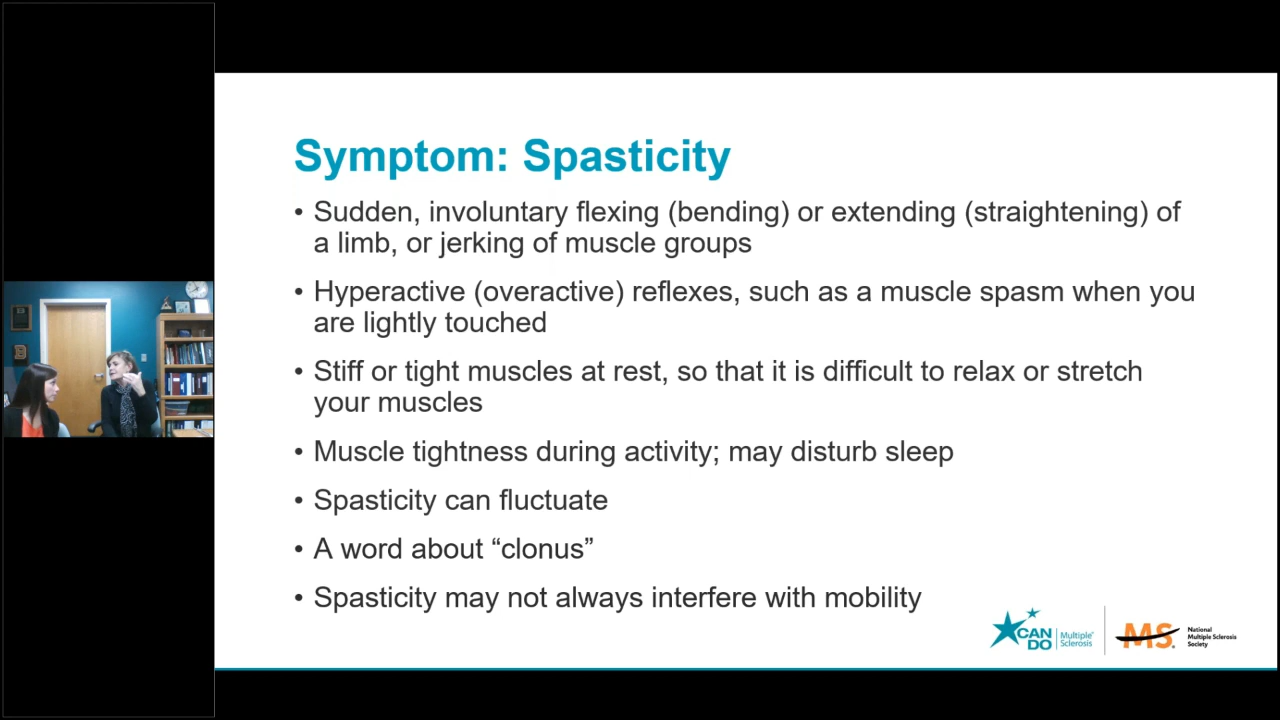 Symptom: Spasticity
• Sudden, involuntary flexing (bending) or extending (straightening) of
a limb, or jerking of muscle groups
• Hyperactive (overactive) reflexes, such as a muscle spasm when you
are lightly touched
• Stiff or tight muscles at rest, so that it is difficult to relax or stretch
your muscles
• Muscle tightness during activity; may disturb sleep
• Spasticity can fluctuate
• A word about “clonus”
• Spasticity may not always interfere with mobility
CAN
DO
Multiple
Sclerosis
MS
National
Multiple Sclerosis
Society